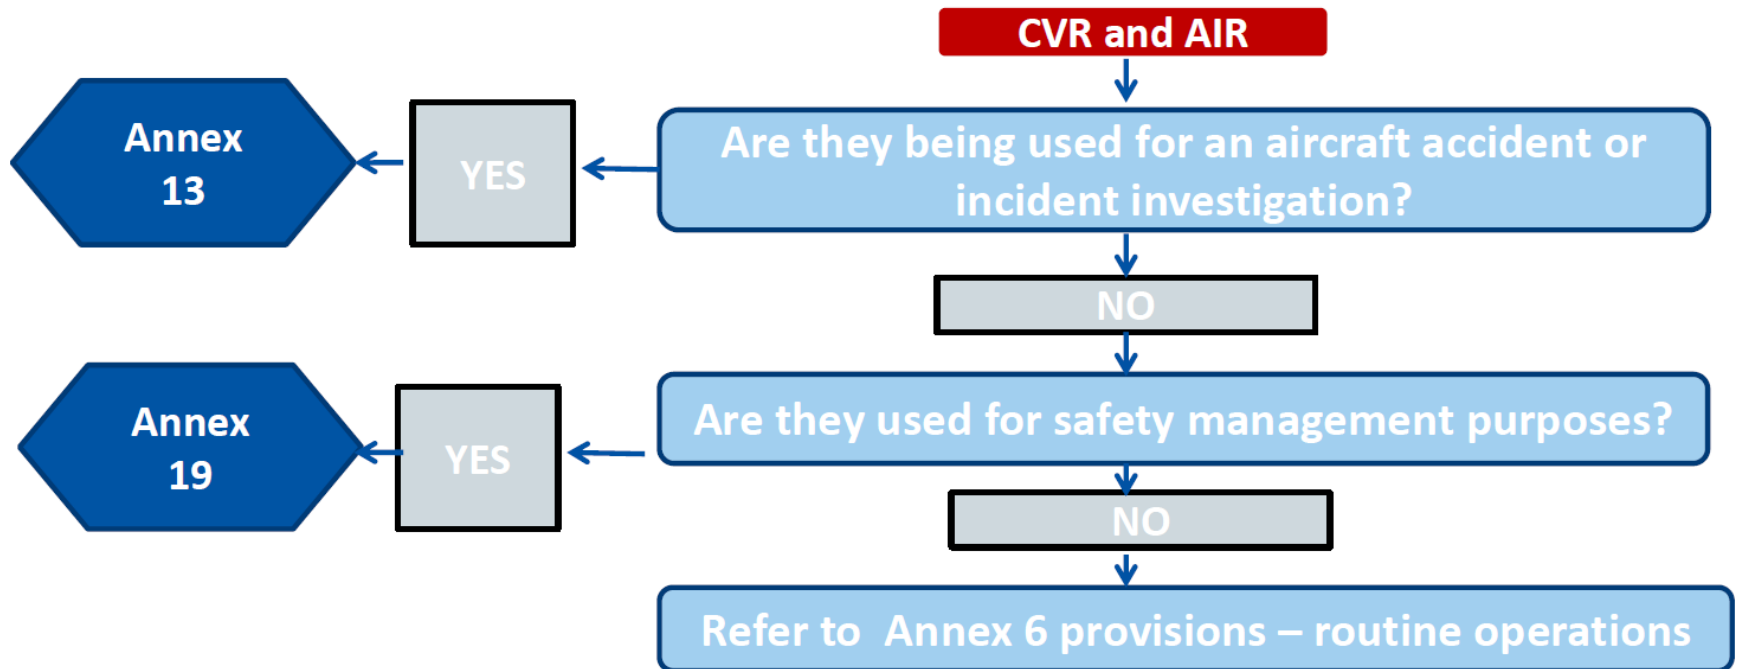 CVR and AIR
Are they being used for an aircraft accident or
incident investigation?
YES
Annex
13
NO
Are they used for safety management purposes?
YES
Annex
19
NO
Refer to  Annex 6 provisions – routine operations